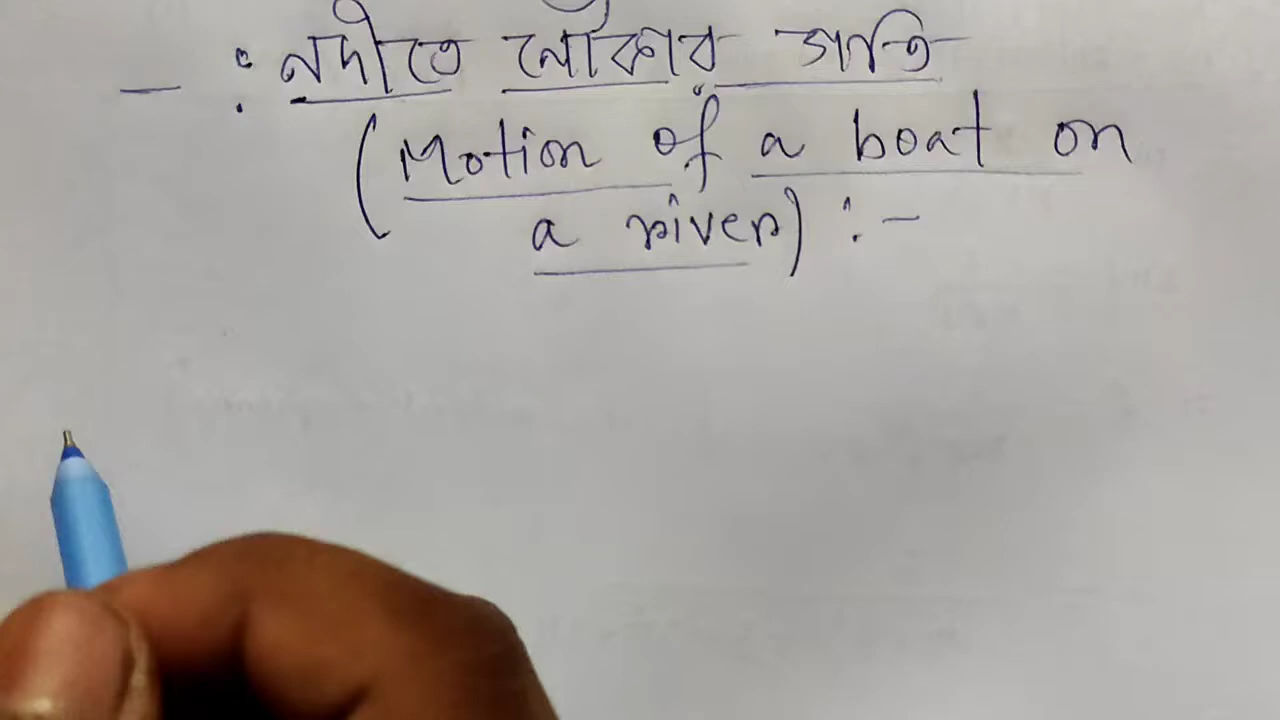 - : নদীতে নৌকার গতি
(Motion of a boat on
a river) : -